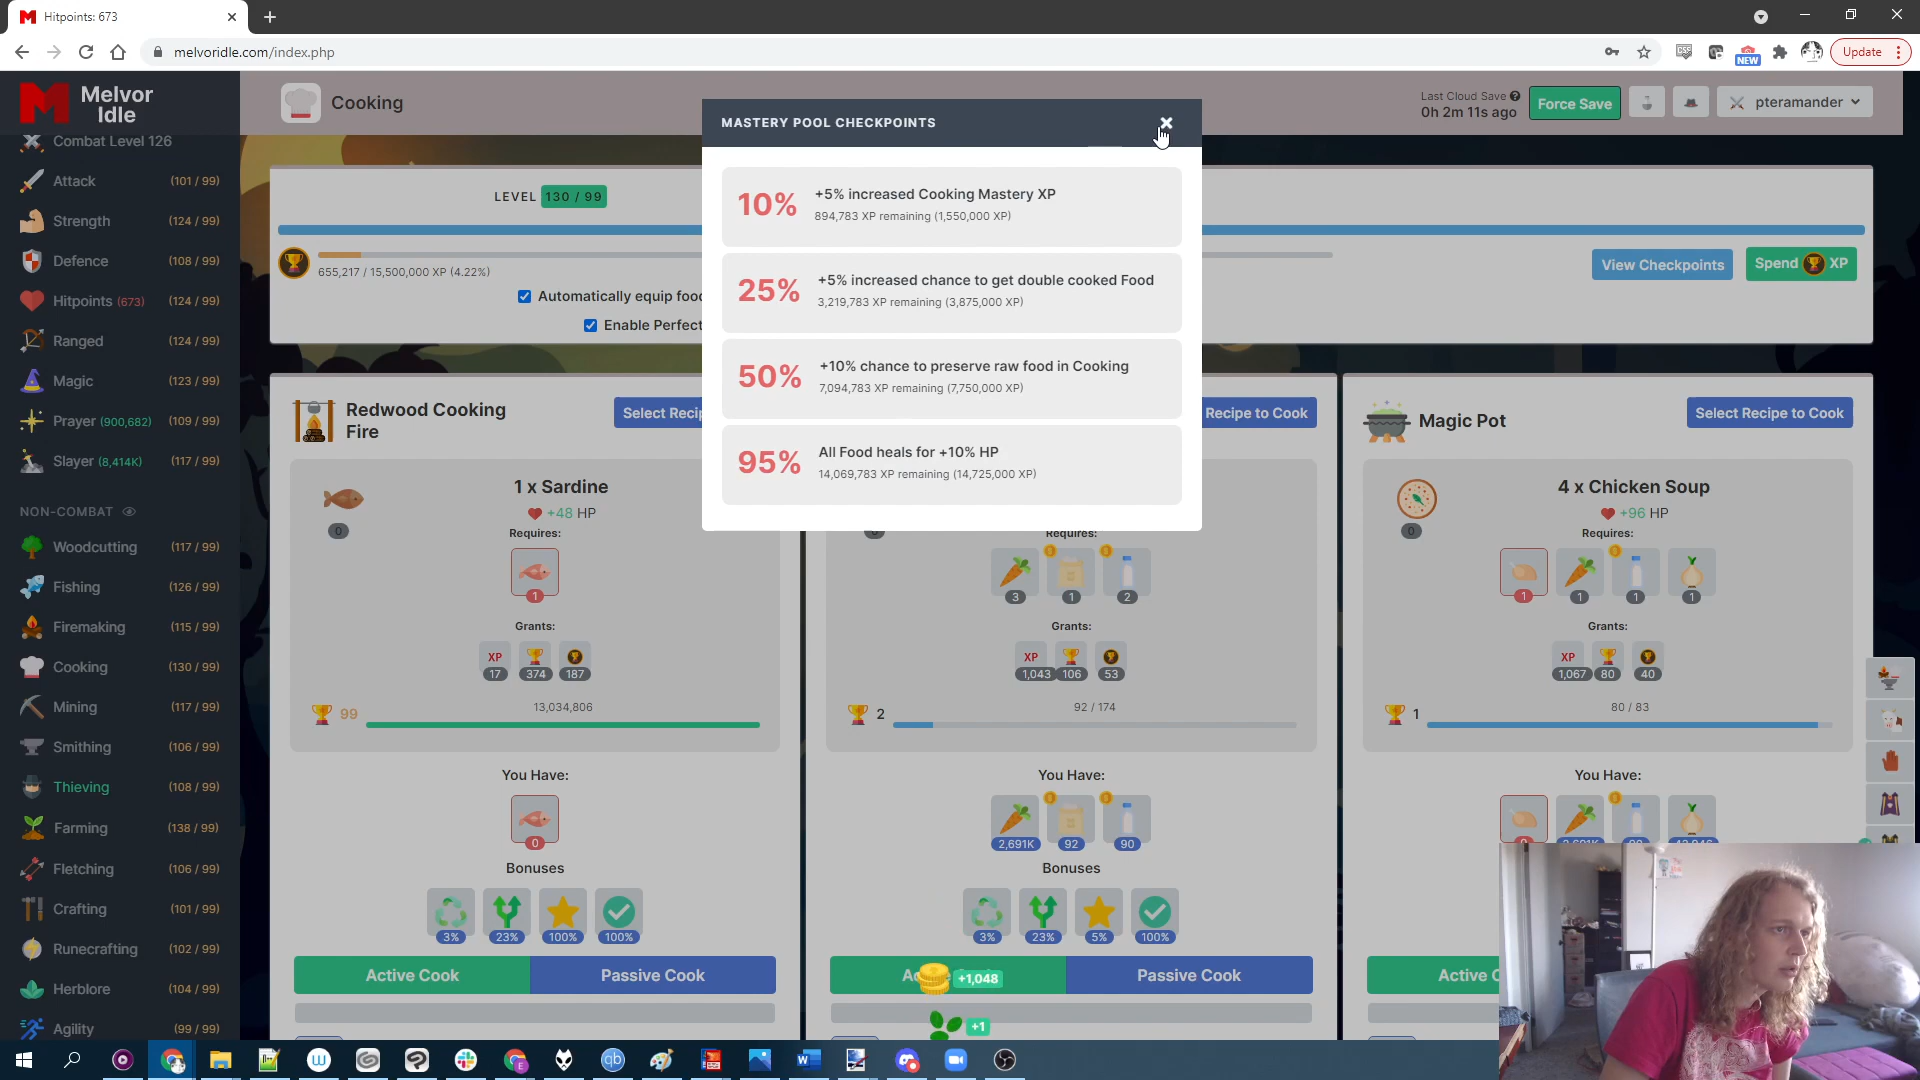 Hitpoints: 673
melvoridle.com/index.php
NEW
Update
Melvor
Idle
Combat Level 126
Attack (101 / 99)
Strength (124 / 99)
Defence (108 / 99)
Hitpoints (673) (124 / 99)
Ranged (124 / 99)
Magic (123 / 99)
Prayer (900,682) (109 / 99)
Slayer (8,414K) (117 / 99)
NON-COMBAT
Woodcutting (117 / 99)
Fishing (126 / 99)
Firemaking (115 / 99)
Cooking (130 / 99)
Mining (117 / 99)
Smithing (106 / 99)
Thieving (108 / 99)
Farming (138 / 99)
Fletching (106 / 99)
Crafting (101 / 99)
Runecrafting (102 / 99)
Herblore (104 / 99)
Agility (99 / 99)
Cooking
Last Cloud Save
0h 2m 11s ago
Force Save
pteramander
LEVEL 130 / 99
655,217 / 15,500,000 XP (4.22%)
Automatically equip foo
Enable Perfect
View Checkpoints
Spend XP
MASTERY POOL CHECKPOINTS
10%
+5% increased Cooking Mastery XP
894,783 XP remaining (1,550,000 XP)
25%
+5% increased chance to get double cooked Food
3,219,783 XP remaining (3,875,000 XP)
50%
+10% chance to preserve raw food in Cooking
7,094,783 XP remaining (7,750,000 XP)
95%
All Food heals for +10% HP
14,069,783 XP remaining (14,725,000 XP)
Redwood Cooking
Fire
Select Recip
1 x Sardine
+48 HP
0
Requires:
1
Grants:
XP
17 374 187
99
13,034,806
You Have:
0
Bonuses
3% 23% 100% 100%
Active Cook
Passive Cook
Recipe to Cook
0
Requires:
3 1 2
Grants:
XP
1,043 106 53
2
92 / 174
You Have:
2,691K 92 90
Bonuses
3% 23% 5% 100%
Ac
Passive Cook
+1,048
+1
Magic Pot
Select Recipe to Cook
4 x Chicken Soup
+96 HP
0
Requires:
1 1 1 1
Grants:
XP
1,067 80 40
1
80 / 83
You Have:
Active C